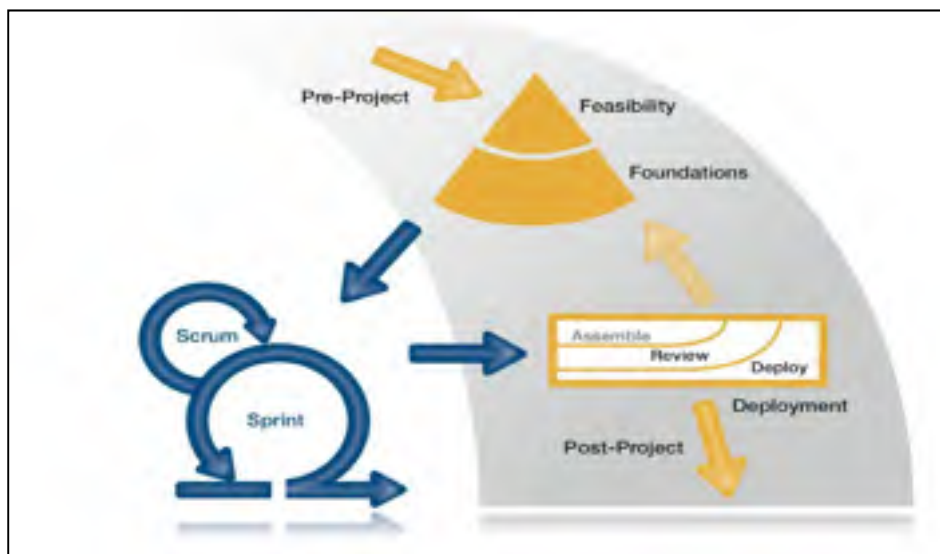 Pre-Project
Feasibility
Foundations
Scrum
Sprint
Assemble
Review
Deploy
Deployment
Post-Project